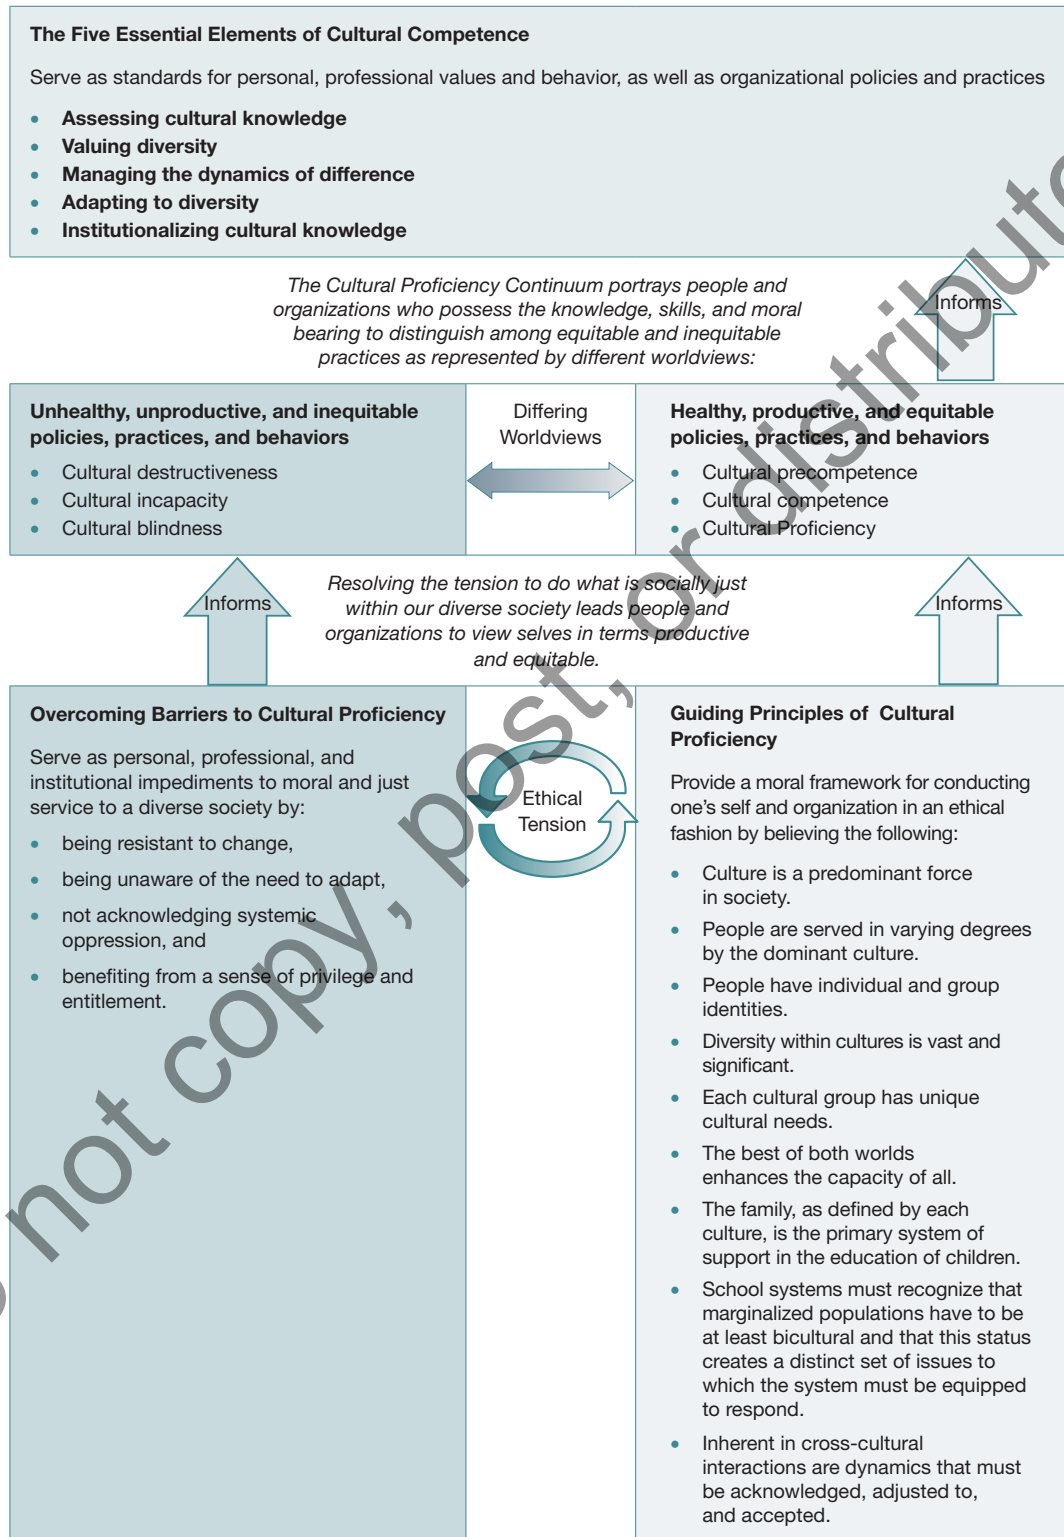 The Five Essential Elements of Cultural Competence
Serve as standards for personal, professional values and behavior, as well as organizational policies and practices
• Assessing cultural knowledge
• Valuing diversity
• Managing the dynamics of difference
• Adapting to diversity
• Institutionalizing cultural knowledge
The Cultural Proficiency Continuum portrays people and
organizations who possess the knowledge, skills, and moral
bearing to distinguish among equitable and inequitable
practices as represented by different worldviews:
Informs
Unhealthy, unproductive, and inequitable
policies, practices, and behaviors
• Cultural destructiveness
• Cultural incapacity
• Cultural blindness
Differing
Worldviews
Healthy, productive, and equitable
policies, practices, and behaviors
• Cultural precompetence
• Cultural competence
• Cultural Proficiency
Informs
Resolving the tension to do what is socially just
within our diverse society leads people and
organizations to view selves in terms productive
and equitable.
Informs
Overcoming Barriers to Cultural Proficiency
Serve as personal, professional, and
institutional impediments to moral and just
service to a diverse society by:
• being resistant to change,
• being unaware of the need to adapt,
• not acknowledging systemic
oppression, and
• benefiting from a sense of privilege and
entitlement.
Ethical
Tension
Guiding Principles of Cultural
Proficiency
Provide a moral framework for conducting
one's self and organization in an ethical
fashion by believing the following:
• Culture is a predominant force
in society.
• People are served in varying degrees
by the dominant culture.
• People have individual and group
identities.
• Diversity within cultures is vast and
significant.
• Each cultural group has unique
cultural needs.
• The best of both worlds
enhances the capacity of all.
• The family, as defined by each
culture, is the primary system of
support in the education of children.
• School systems must recognize that
marginalized populations have to be
at least bicultural and that this status
creates a distinct set of issues to
which the system must be equipped
to respond.
• Inherent in cross-cultural
interactions are dynamics that must
be acknowledged, adjusted to,
and accepted.
not copy, post, or distribute